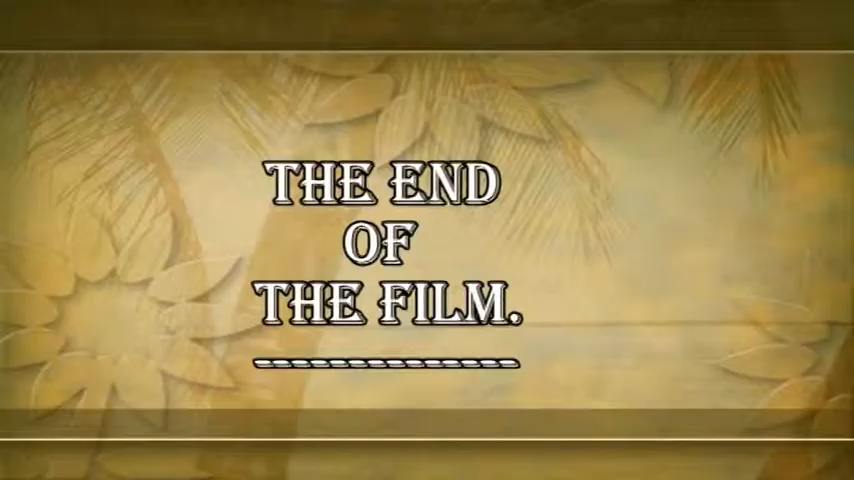 THE END
OF
THE FILM.